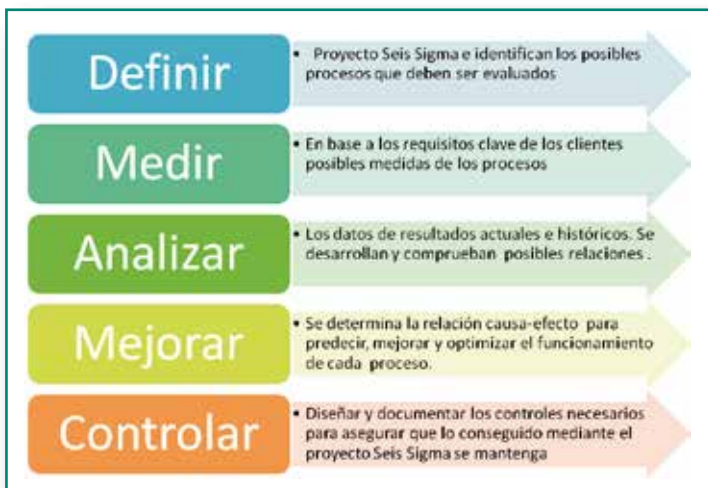 Definir
• Proyecto Seis Sigma e identifican los posibles
procesos que deben ser evaluados
Medir
• En base a los requisitos clave de los clientes
posibles medidas de los procesos
Analizar
• Los datos de resultados actuales e históricos. Se
desarrollan y comprueban posibles relaciones .
Mejorar
• Se determina la relación causa-efecto para
predecir, mejorar y optimizar el funcionamiento
de cada proceso.
Controlar
• Diseñar y documentar los controles necesarios
para asegurar que lo conseguido mediante el
proyecto Seis Sigma se mantenga